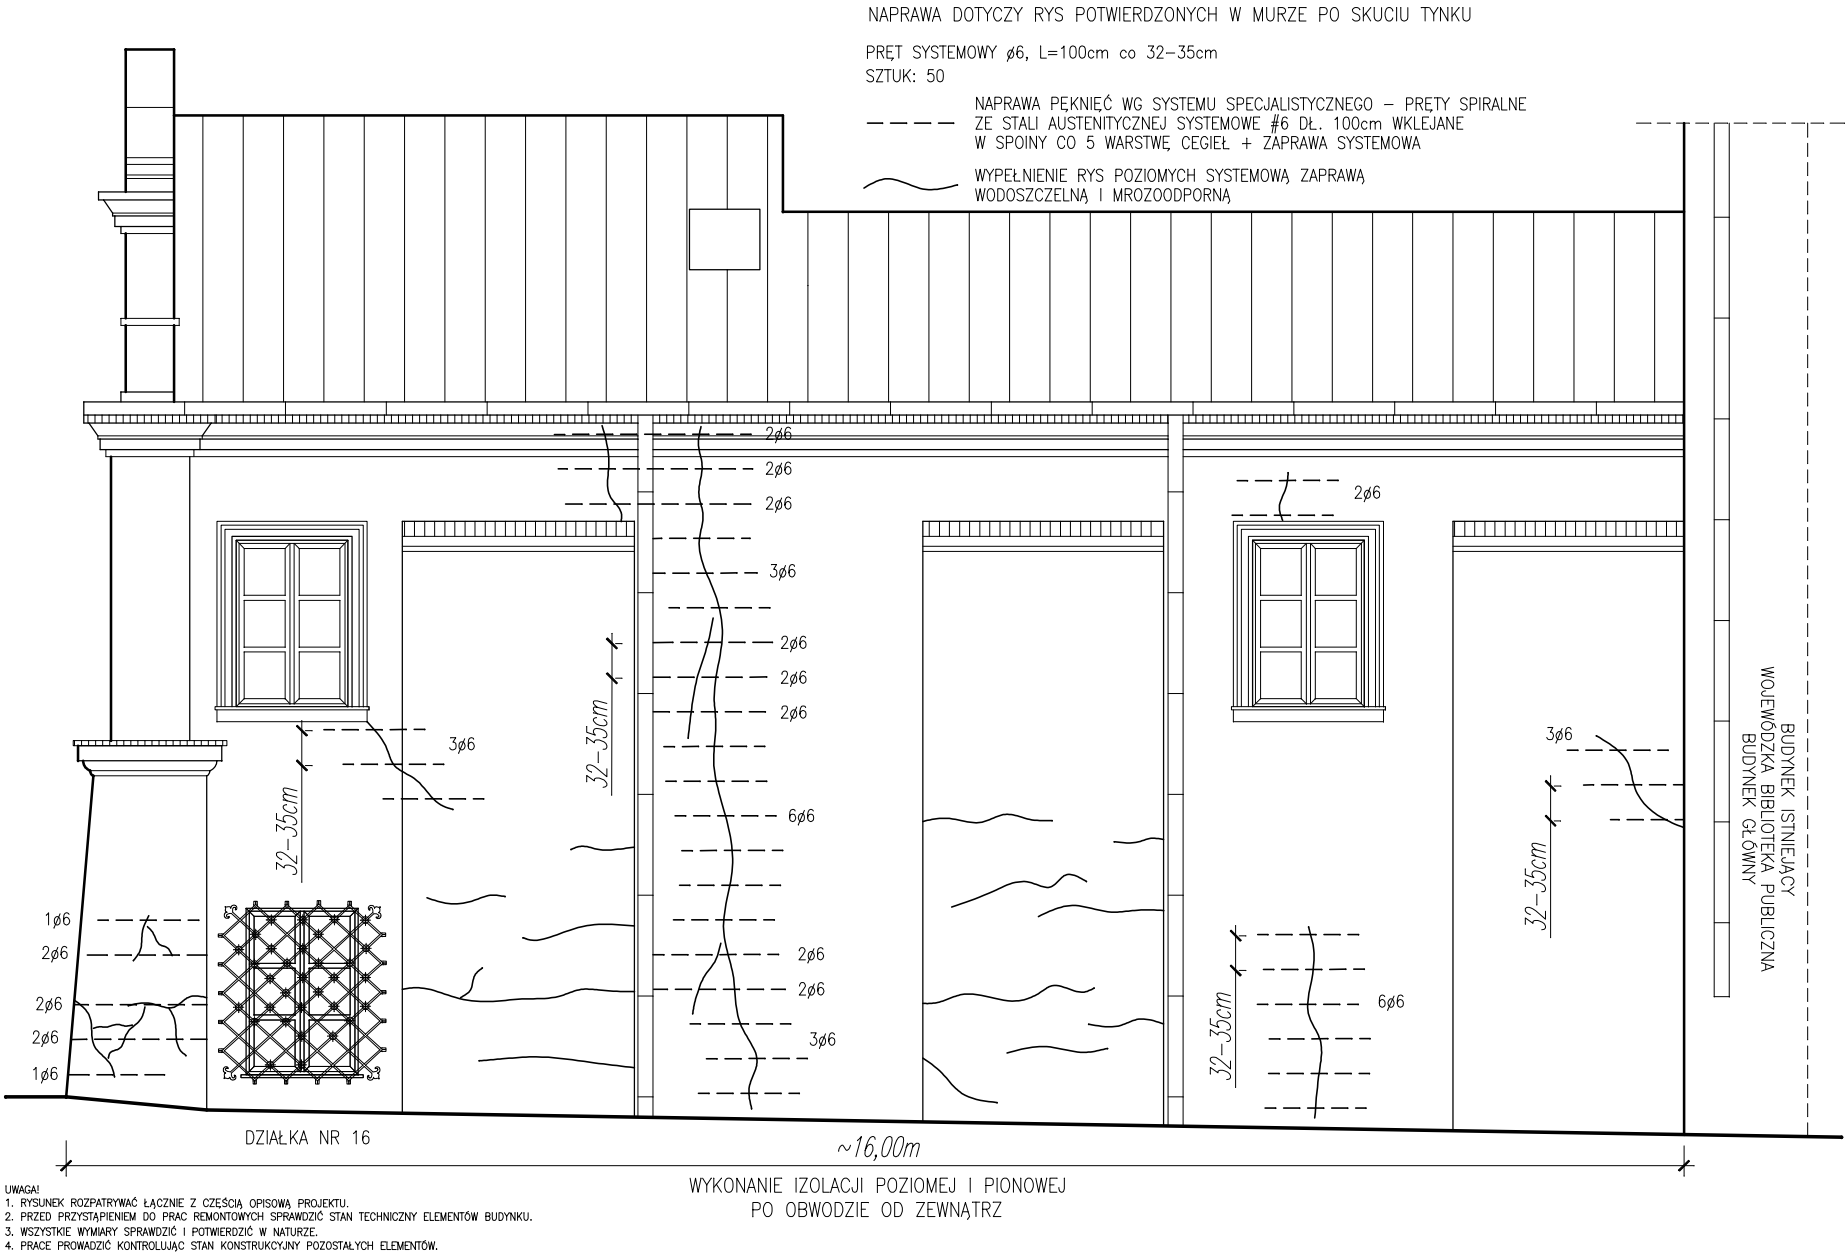 NAPRAWA DOTYCZY RYS POTWIERDZONYCH W MURZE PO SKUCIU TYNKU
PRĘT SYSTEMOWY ø6, L=100cm co 32-35cm
SZTUK: 50
NAPRAWA PĘKNIĘĆ WG SYSTEMU SPECJALISTYCZNEGO - PRĘTY SPIRALNE
ZE STALI AUSTENITYCZNEJ SYSTEMOWE #6 DŁ. 100cm WKLEJANE
W SPOINY CO 5 WARSTWĘ CEGIEŁ + ZAPRAWA SYSTEMOWA
WYPEŁNIENIE RYS POZIOMYCH SYSTEMOWĄ ZAPRAWĄ
WODOSZCZELNĄ I MROZOODPORNĄ
2ø6
2ø6
2ø6
2ø6
3ø6
2ø6
2ø6
2ø6
32-35cm
3ø6
32-35cm
3ø6
32-35cm
6ø6
1ø6
2ø6
2ø6
2ø6
1ø6
2ø6
2ø6
3ø6
32-35cm
6ø6
BUDYNEK ISTNIEJĄCY
WOJEWÓDZKA BIBLIOTEKA PUBLICZNA
BUDYNEK GŁÓWNY
DZIAŁKA NR 16
~16,00m
WYKONANIE IZOLACJI POZIOMEJ I PIONOWEJ
PO OBWODZIE OD ZEWNĄTRZ
UWAGA!
1. RYSUNEK ROZPATRYWAĆ ŁĄCZNIE Z CZĘŚCIĄ OPISOWĄ PROJEKTU.
2. PRZED PRZYSTĄPIENIEM DO PRAC REMONTOWYCH SPRAWDZIĆ STAN TECHNICZNY ELEMENTÓW BUDYNKU.
3. WSZYSTKIE WYMIARY SPRAWDZIĆ I POTWIERDZIĆ W NATURZE.
4. PRACE PROWADZIĆ KONTROLUJĄC STAN KONSTRUKCYJNY POZOSTAŁYCH ELEMENTÓW.